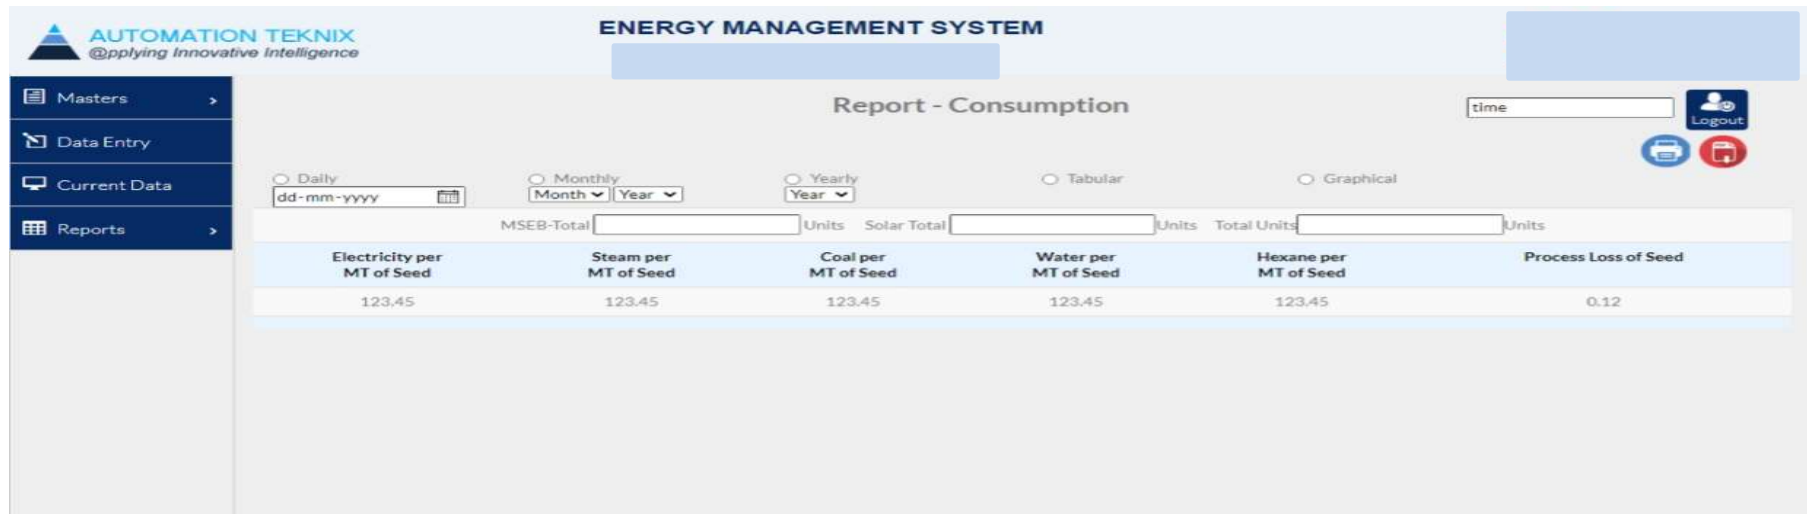 AUTOMATION TEKNIX
@pplying Innovative Intelligence
ENERGY MANAGEMENT SYSTEM
Masters
Data Entry
Current Data
Reports
Report - Consumption
time
Logout
Daily Monthly Yearly Tabular Graphical
dd-mm-yyyy Month Year Year
MSEB-Total Units Solar Total Units Total Units Units
Electricity per MT of Seed
Steam per MT of Seed
Coal per MT of Seed
Water per MT of Seed
Hexane per MT of Seed
Process Loss of Seed
123.45 123.45 123.45 123.45 123.45 0.12